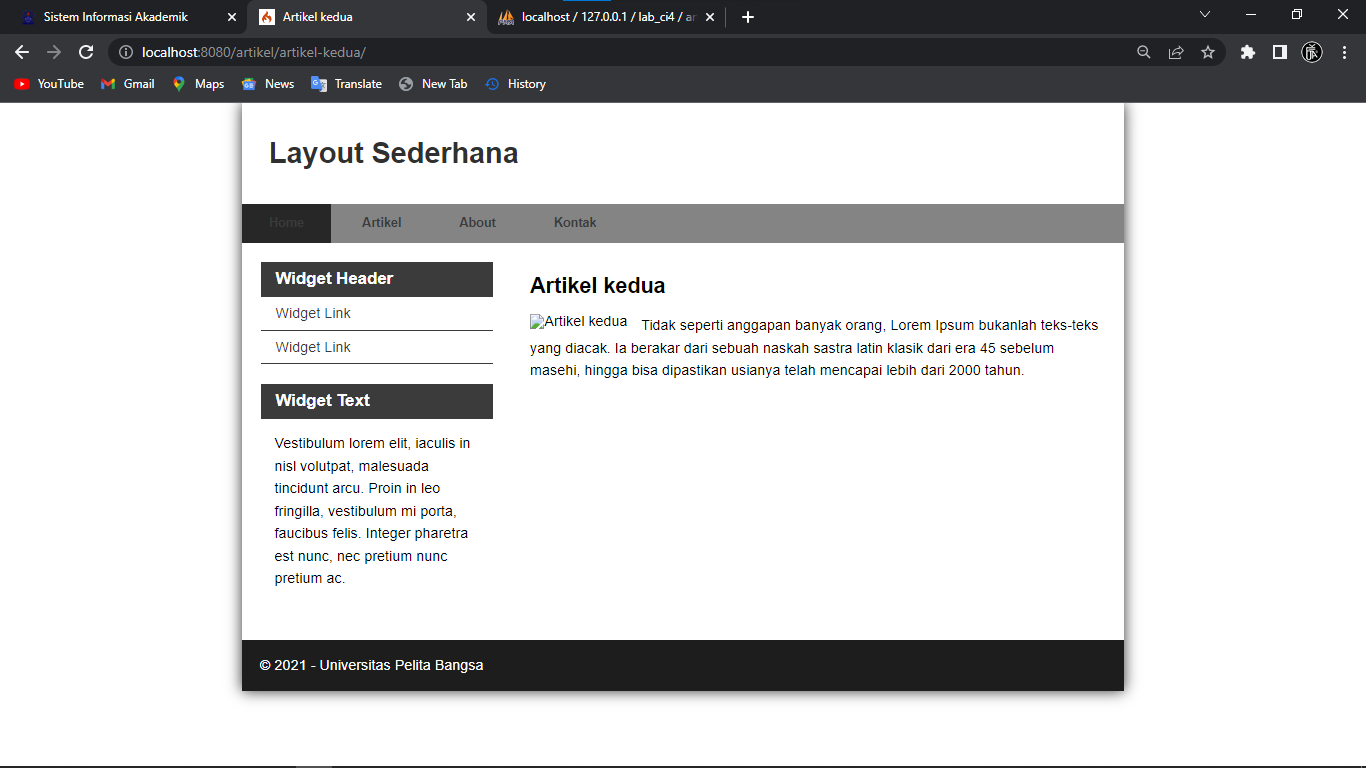 Sistem Informasi Akademik
Artikel kedua
localhost / 127.0.0.1 / lab_ci4 / ar
localhost:8080/artikel/artikel-kedua/
YouTube Gmail Maps News Translate New Tab History
Layout Sederhana
Home Artikel About Kontak
Widget Header
Widget Link
Widget Link
Widget Text
Vestibulum lorem elit, iaculis in
nisl volutpat, malesuada
tincidunt arcu. Proin in leo
fringilla, vestibulum mi porta,
faucibus felis. Integer pharetra
est nunc, nec pretium nunc
pretium ac.
Artikel kedua
Artikel kedua Tidak seperti anggapan banyak orang, Lorem Ipsum bukanlah teks-teks
yang diacak. Ia berakar dari sebuah naskah sastra latin klasik dari era 45 sebelum
masehi, hingga bisa dipastikan usianya telah mencapai lebih dari 2000 tahun.
© 2021 - Universitas Pelita Bangsa